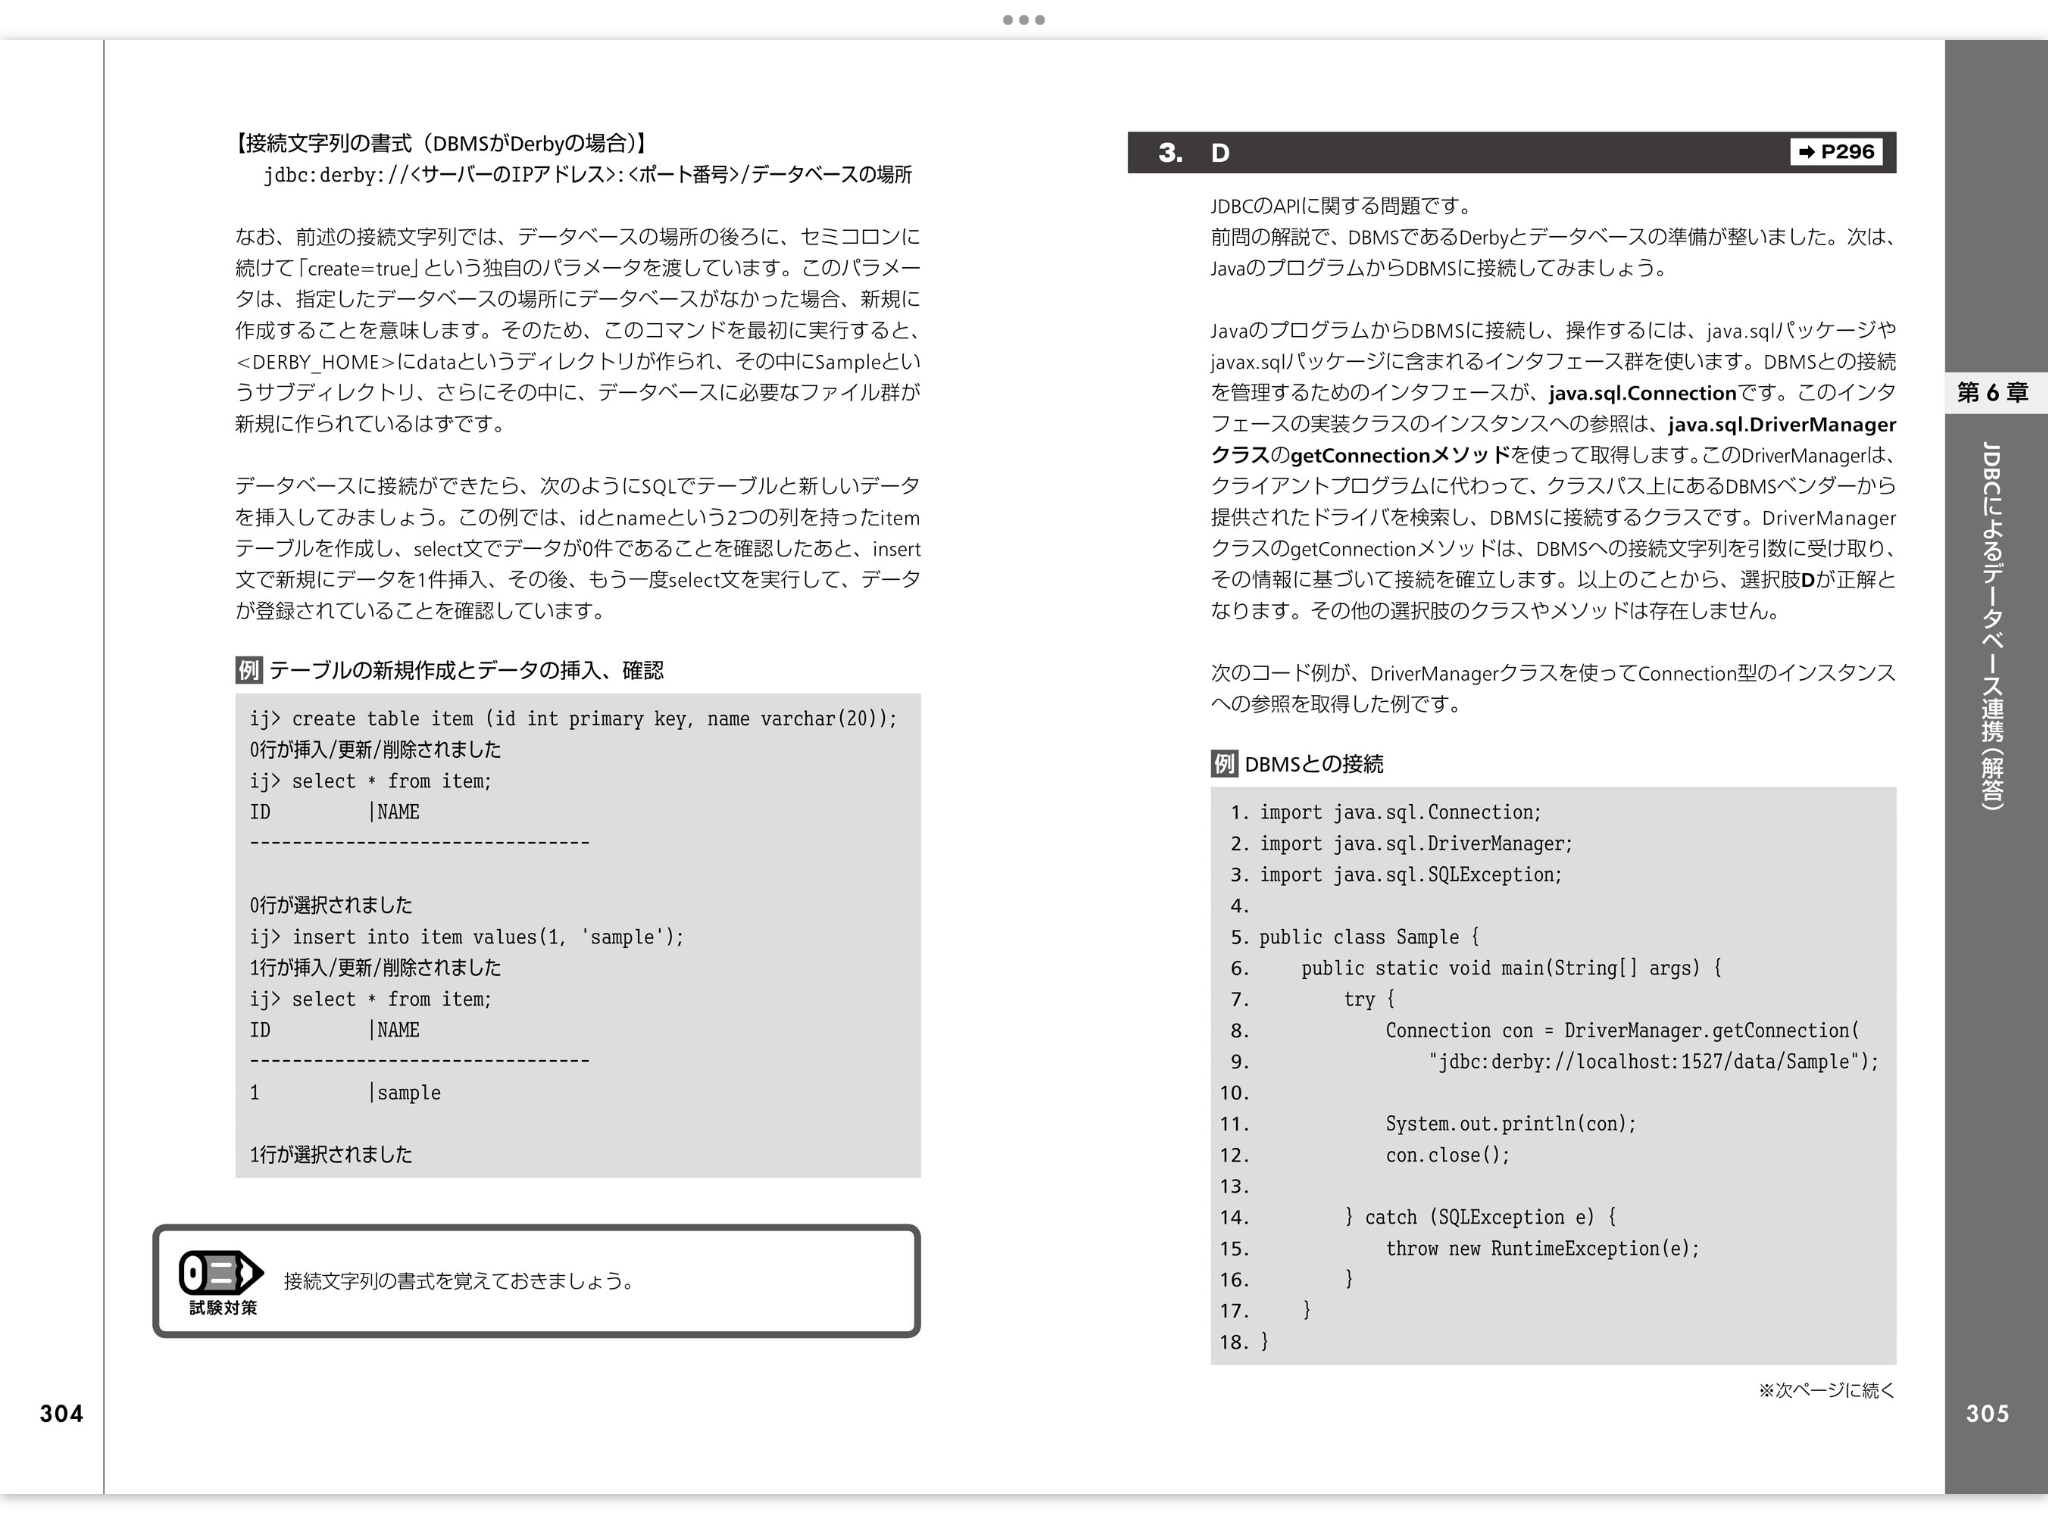 【接続文字列の書式（DBMSがDerbyの場合）】
jdbc:derby://<サーバーのIPアドレス>:<ポート番号>/データベースの場所
なお、前述の接続文字列では、データベースの場所の後ろに、セミコロンに
続けて「create=true」という独自のパラメータを渡しています。このパラメー
タは、指定したデータベースの場所にデータベースがなかった場合、新規に
作成することを意味します。そのため、このコマンドを最初に実行すると、
<DERBY_HOME>にdataというディレクトリが作られ、その中にSampleとい
うサブディレクトリ、さらにその中に、データベースに必要なファイル群が
新規に作られているはずです。
データベースに接続ができたら、次のようにSQLでテーブルと新しいデータ
を挿入してみましょう。この例では、idとnameという2つの列を持ったitem
テーブルを作成し、select文でデータが0件であることを確認したあと、insert
文で新規にデータを1件挿入、その後、もう一度select文を実行して、データ
が登録されていることを確認しています。
例 テーブルの新規作成とデータの挿入、確認
ij> create table item (id int primary key, name varchar(20));
0行が挿入/更新/削除されました
ij> select * from item;
ID |NAME
--------------------------------
0行が選択されました
ij> insert into item values(1, 'sample');
1行が挿入/更新/削除されました
ij> select * from item;
ID |NAME
--------------------------------
1 |sample
1行が選択されました
試験対策
接続文字列の書式を覚えておきましょう。
304
3. D ➡ P296
JDBCのAPIに関する問題です。
前問の解説で、DBMSであるDerbyとデータベースの準備が整いました。次は、
JavaのプログラムからDBMSに接続してみましょう。
JavaのプログラムからDBMSに接続し、操作するには、java.sqlパッケージや
javax.sqlパッケージに含まれるインタフェース群を使います。DBMSとの接続
を管理するためのインタフェースが、java.sql.Connectionです。このインタ
フェースの実装クラスのインスタンスへの参照は、java.sql.DriverManager
クラスのgetConnectionメソッドを使って取得します。このDriverManagerは、
クライアントプログラムに代わって、クラスパス上にあるDBMSベンダーから
提供されたドライバを検索し、DBMSに接続するクラスです。DriverManager
クラスのgetConnectionメソッドは、DBMSへの接続文字列を引数に受け取り、
その情報に基づいて接続を確立します。以上のことから、選択肢Dが正解と
なります。その他の選択肢のクラスやメソッドは存在しません。
次のコード例が、DriverManagerクラスを使ってConnection型のインスタンス
への参照を取得した例です。
例 DBMSとの接続
1. import java.sql.Connection;
2. import java.sql.DriverManager;
3. import java.sql.SQLException;
4.
5. public class Sample {
6. public static void main(String[] args) {
7. try {
8. Connection con = DriverManager.getConnection(
9. "jdbc:derby://localhost:1527/data/Sample");
10.
11. System.out.println(con);
12. con.close();
13.
14. } catch (SQLException e) {
15. throw new RuntimeException(e);
16. }
17. }
18. }
※次ページに続く
第6章
JDBCによるデータベース連携（解答）
305